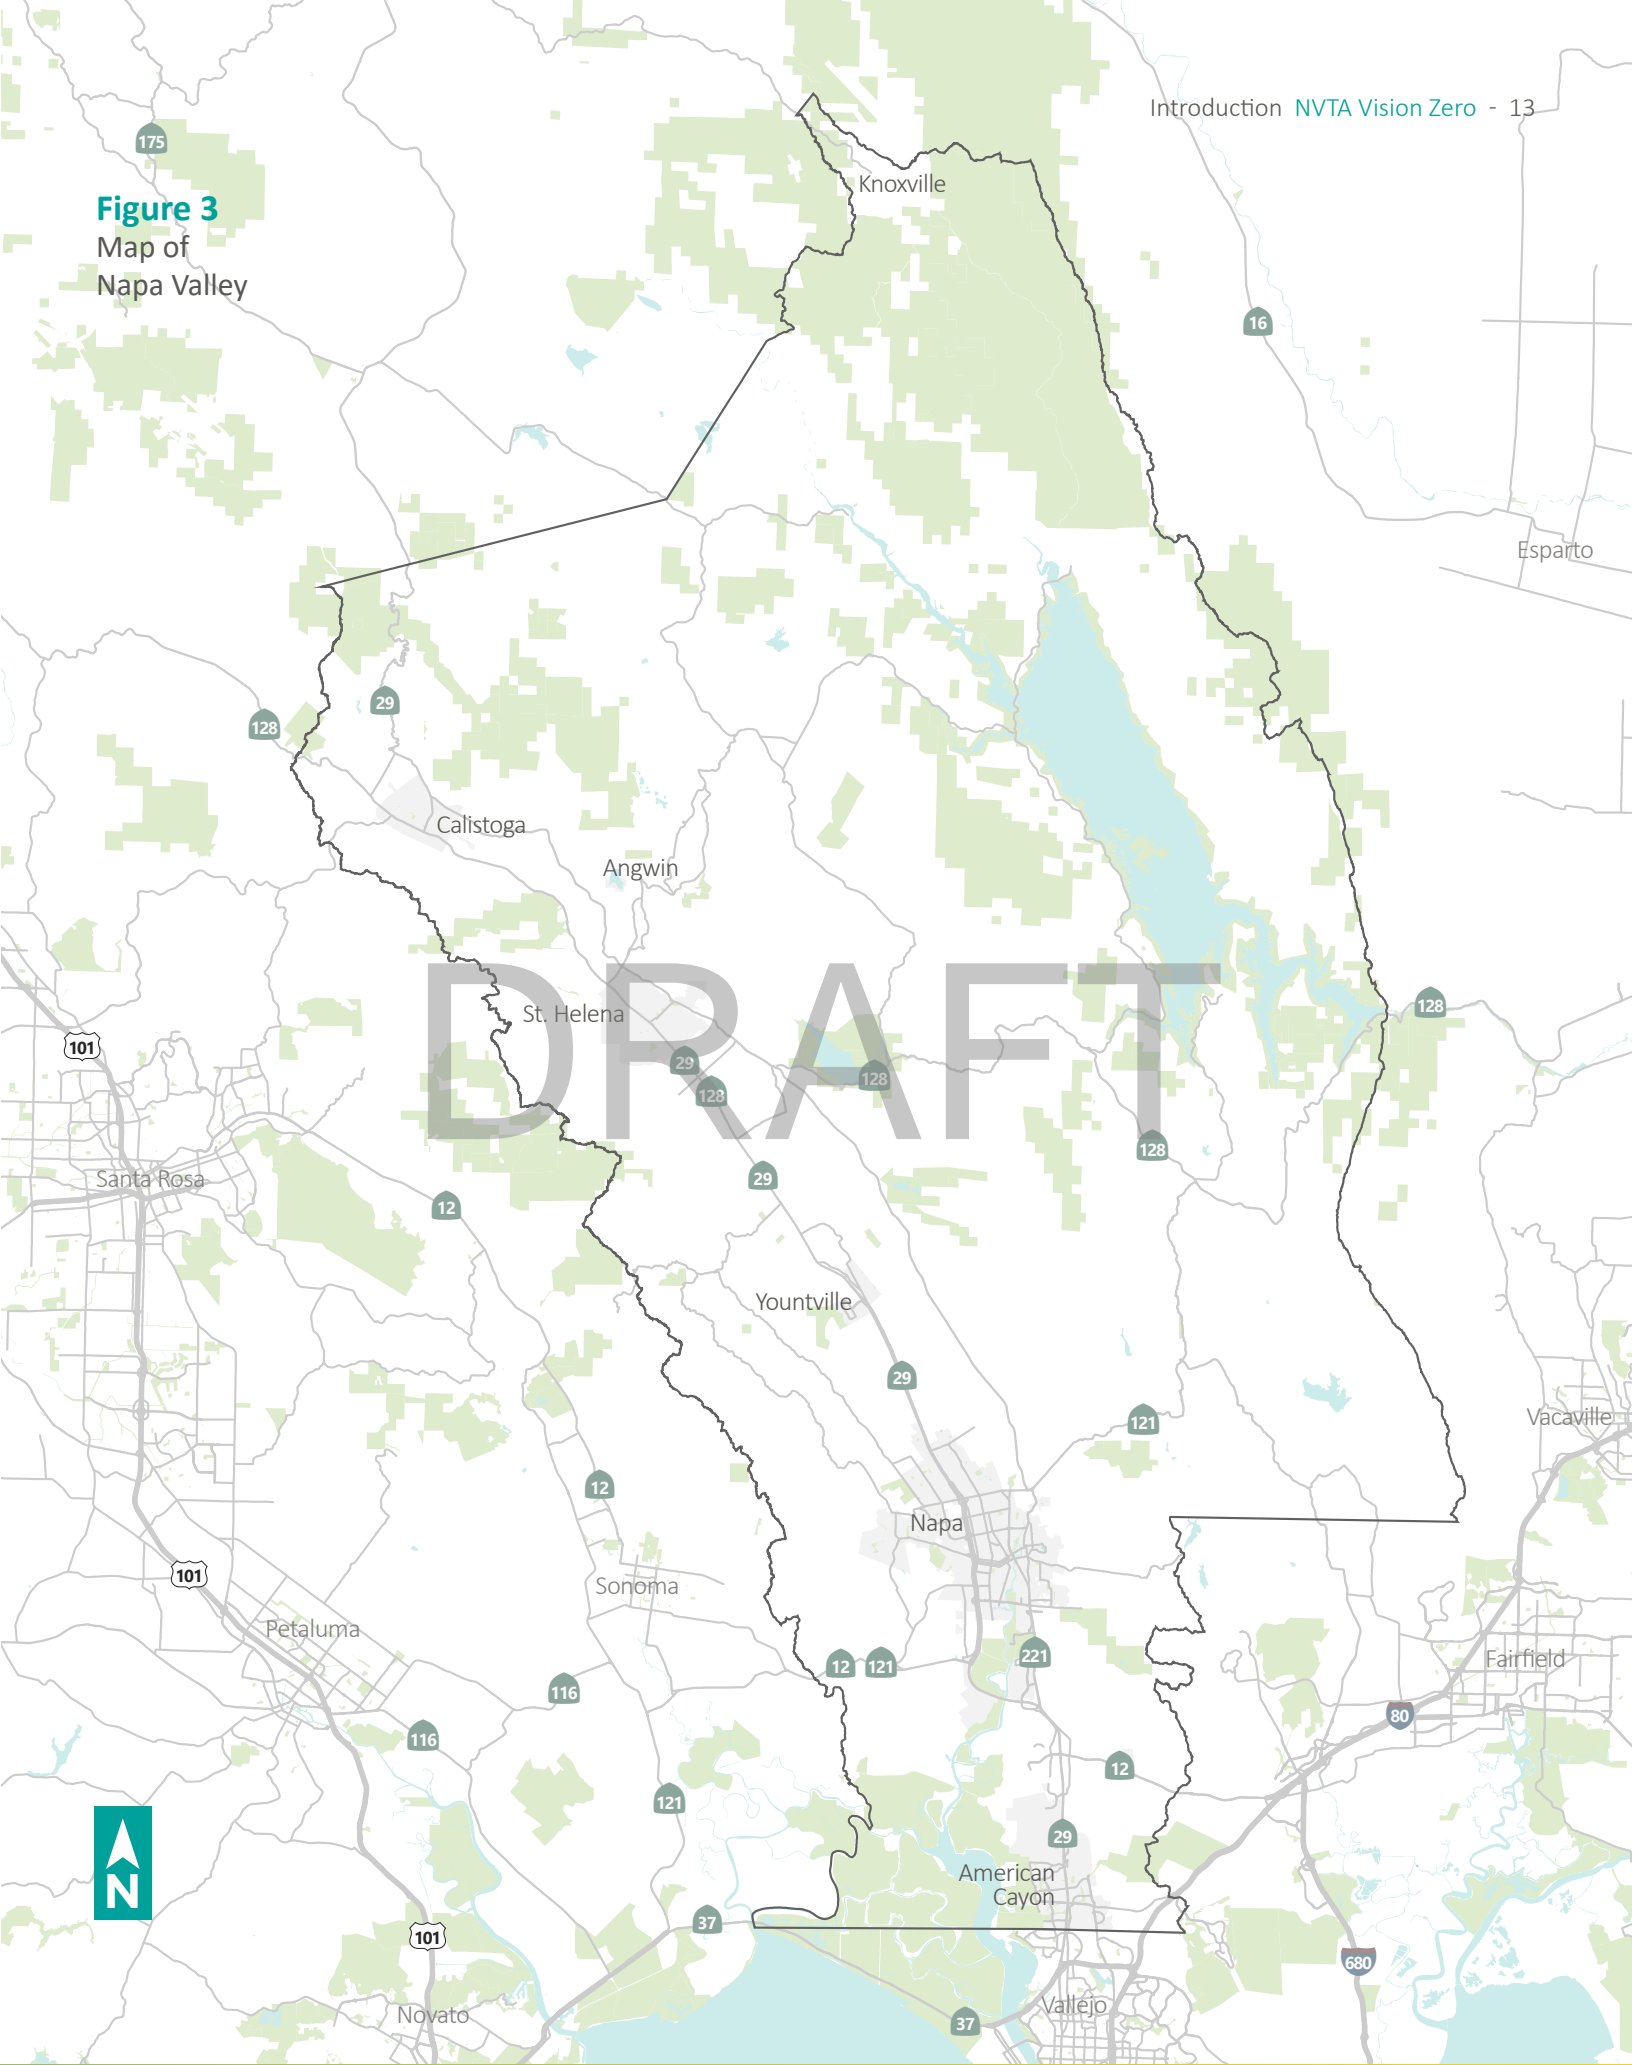 Introduction NVTA Vision Zero - 13
175
Figure 3
Map of
Napa Valley
Knoxville
16
Esparto
29
128
Calistoga
Angwin
DRAFT
St. Helena
128
101
29
128
128
128
Santa Rosa
29
12
Yountville
29
121
Vacaville
12
Napa
101
Sonoma
Petaluma
221
Fairfield
12
121
116
80
116
12
121
29
American
Cayon
N
37
101
680
Vallejo
Novato
37